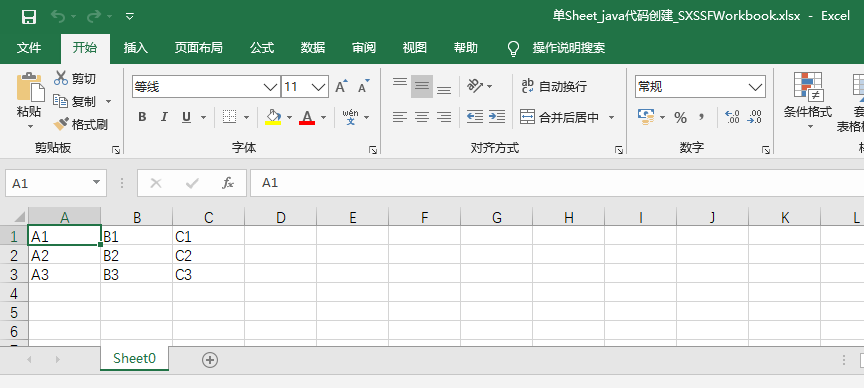 单Sheet_java代码创建_SXSSFWorkbook.xlsx - Excel
文件 开始 插入 页面布局 公式 数据 审阅 视图 帮助 操作说明搜索
粘贴 剪切 复制 格式刷
等线 11 A A
B I U A wén 文
ab 自动换行
合并后居中
常规
% , .00 .00
条件格式 套
表格格
剪贴板 字体 对齐方式 数字
A1 fx A1
A B C D E F G H I J K L
1 A1 B1 C1
2 A2 B2 C2
3 A3 B3 C3
4
5
6
Sheet0